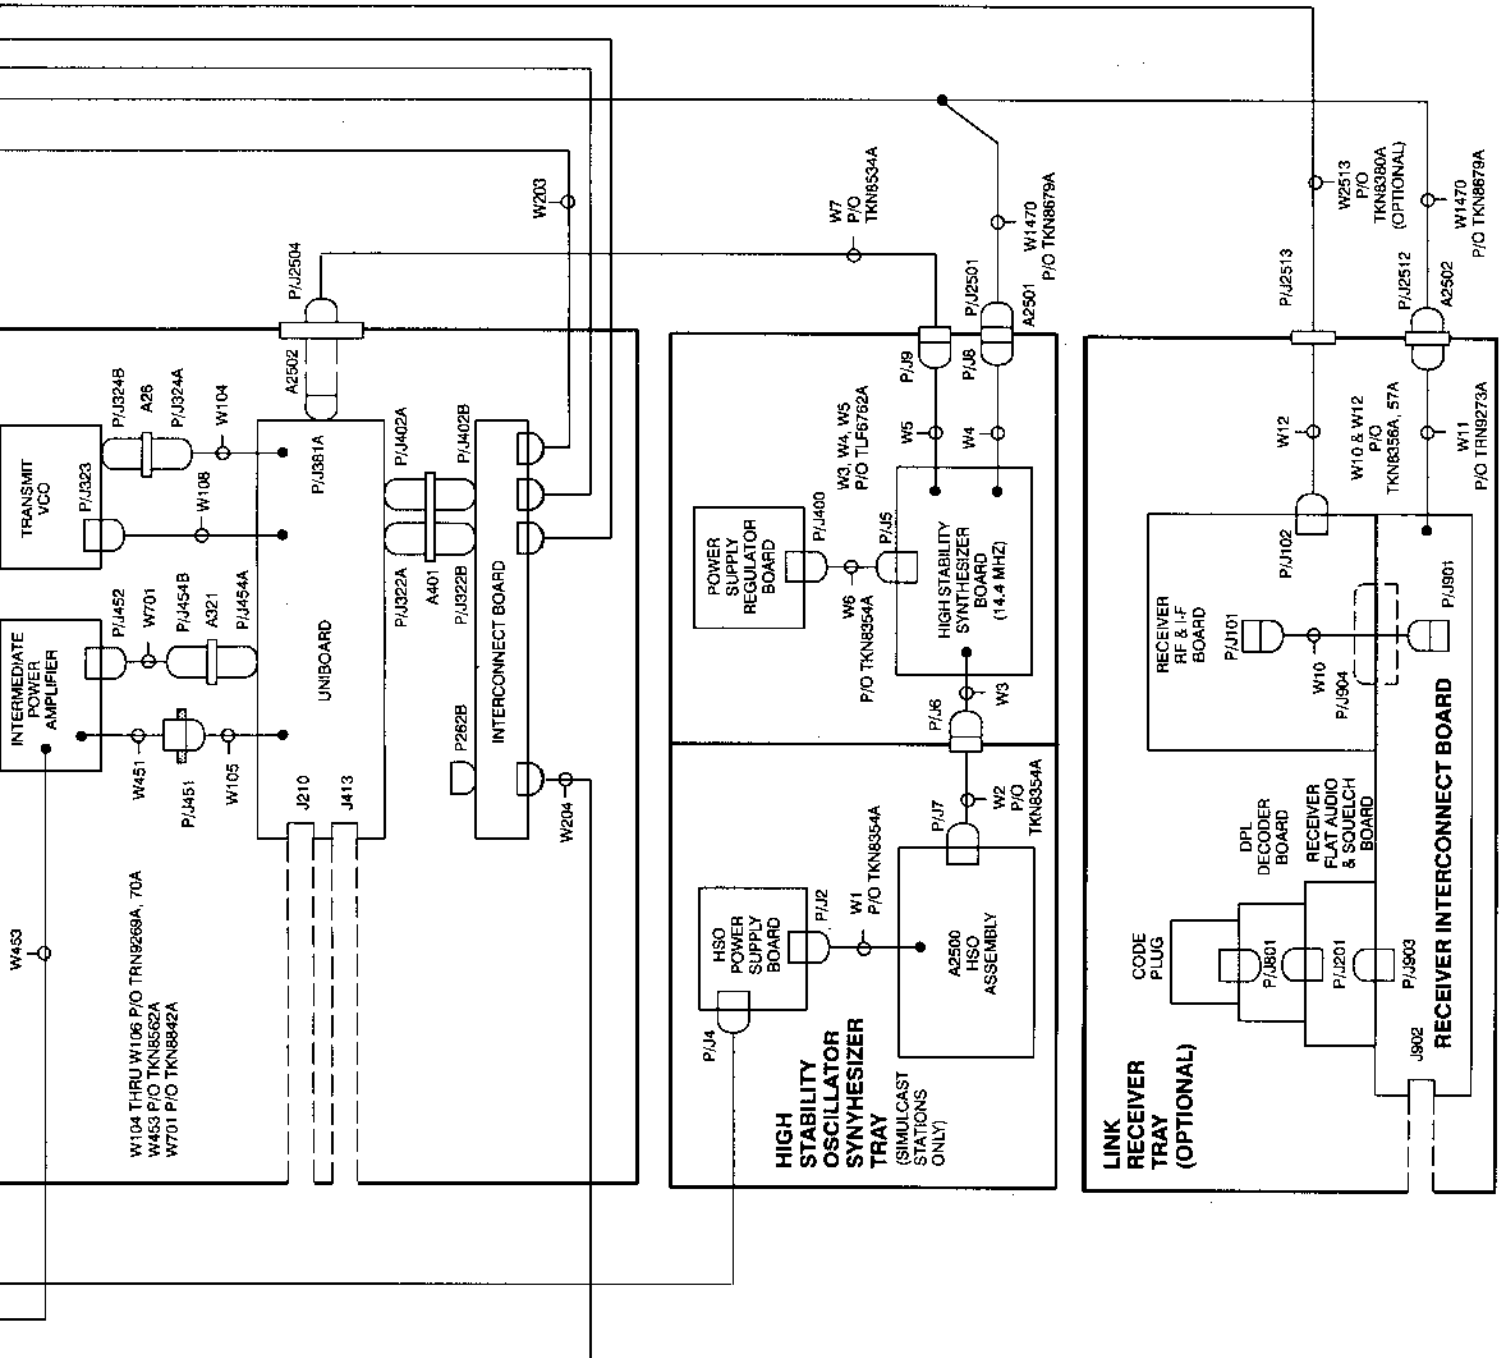 TRANSMIT
VCO
P/J323
P/J324B
A26
P/J324A
W104
W108
A2502
P/J2504
W203
P/J381A
P/J402A
P/J402B
INTERMEDIATE
POWER
AMPLIFIER
P/J452
W701
P/J454B
A321
P/J454A
UNIBOARD
P/J322A
A401
P/J322B
INTERCONNECT BOARD
W451
P/J451
W105
J210
J413
P262B
W204
W453
W104 THRU W106 P/O TRN9269A, 70A
W453 P/O TKN8562A
W701 P/O TKN8842A
W7
P/O
TKN8534A
W1470
P/O TKN8679A
P/J2501
A2501
P/J9
P/J8
W3, W4, W5
P/O TLF6762A
W5
W4
POWER
SUPPLY
REGULATOR
BOARD
P/J400
W6
P/O TKN8354A
P/J5
HIGH STABILITY
SYNTHESIZER
BOARD
(14.4 MHZ)
P/J6
W3
P/J7
W2
P/O
TKN8354A
HSO
POWER
SUPPLY
BOARD
P/J2
W1
P/O TKN8354A
A2500
HSO
ASSEMBLY
P/J4
HIGH
STABILITY
OSCILLATOR
SYNYHESIZER
TRAY
(SIMULCAST
STATIONS
ONLY)
W2513
P/O
TKN8380A
(OPTIONAL)
W1470
P/O TKN8679A
P/J2513
P/J2512
A2502
W12
W10 & W12
P/O
TKN8356A, 57A
W11
P/O TRN9273A
P/J102
RECEIVER
RF & I-F
BOARD
P/J101
W10
P/J904
P/J901
DPL
DECODER
BOARD
RECEIVER
FLAT AUDIO
& SQUELCH
BOARD
CODE
PLUG
P/J801
P/J201
P/J903
RECEIVER INTERCONNECT BOARD
J902
LINK
RECEIVER
TRAY
(OPTIONAL)